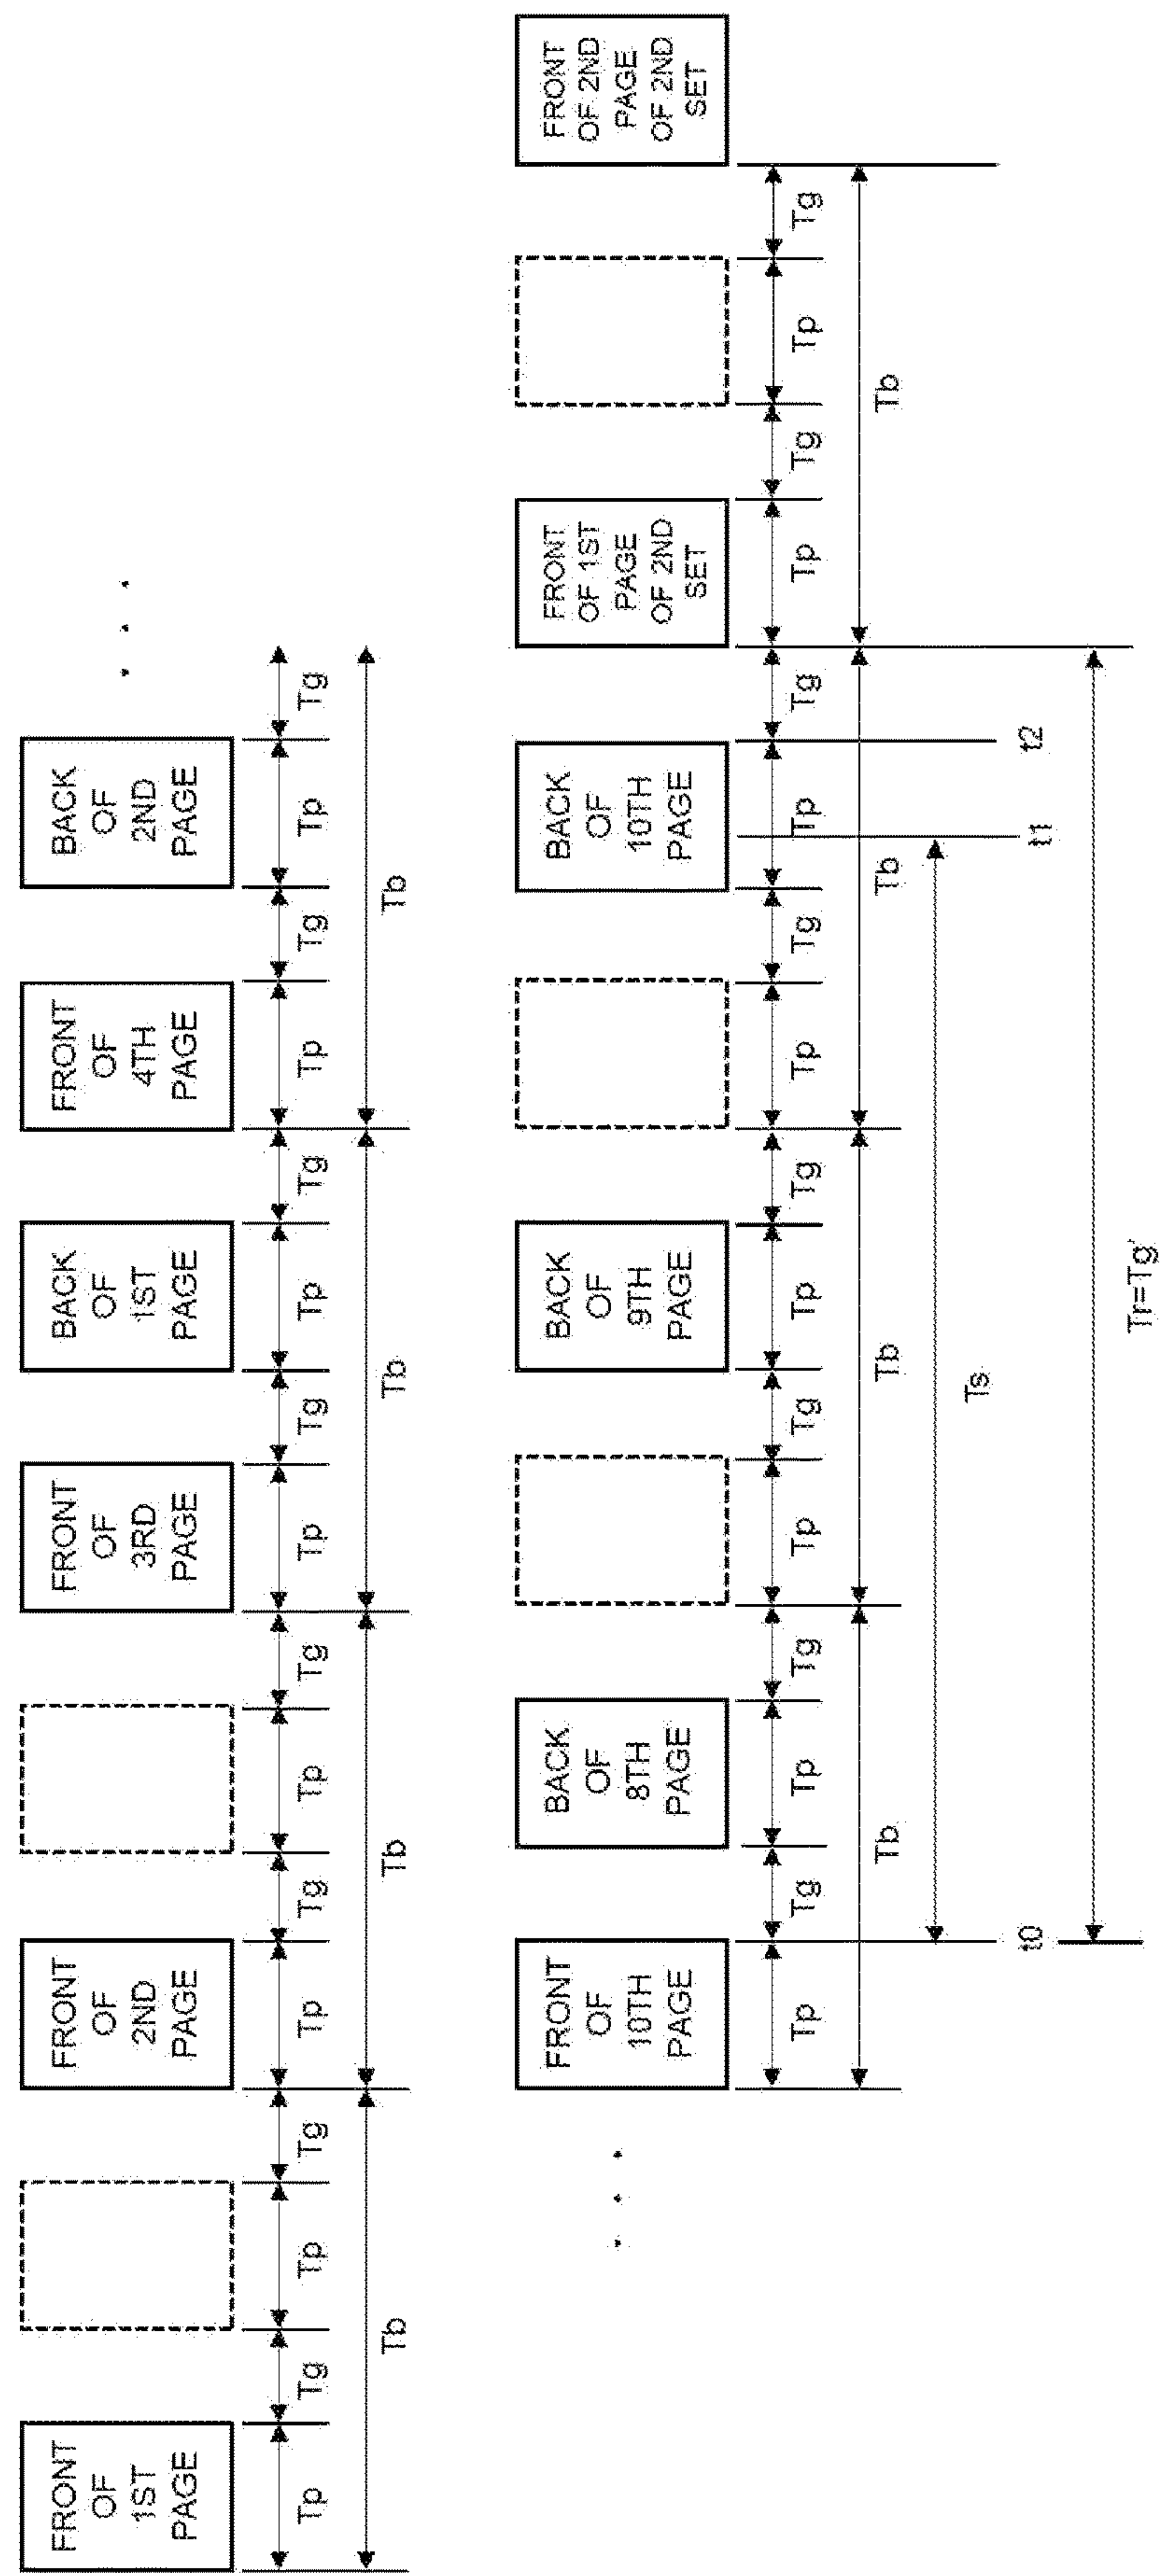 FRONT
OF
1ST
PAGE
FRONT
OF
2ND
PAGE
FRONT
OF
3RD
PAGE
BACK
OF
1ST
PAGE
FRONT
OF
4TH
PAGE
BACK
OF
2ND
PAGE
. . .
Tp Tg Tp Tg Tp Tg Tp Tg Tp Tg Tp Tg Tp Tg Tp Tg
Tb Tb Tb Tb
. . .
FRONT
OF
10TH
PAGE
BACK
OF
8TH
PAGE
BACK
OF
9TH
PAGE
BACK
OF
10TH
PAGE
FRONT
OF 1ST
PAGE
OF 2ND
SET
FRONT
OF 2ND
PAGE
OF 2ND
SET
Tp Tg Tp Tg Tp Tg Tp Tg Tp Tg Tp Tg Tp Tg Tp Tg
Tb Tb Tb Tb
Ts
t0 t1 t2
Tr=Tg'